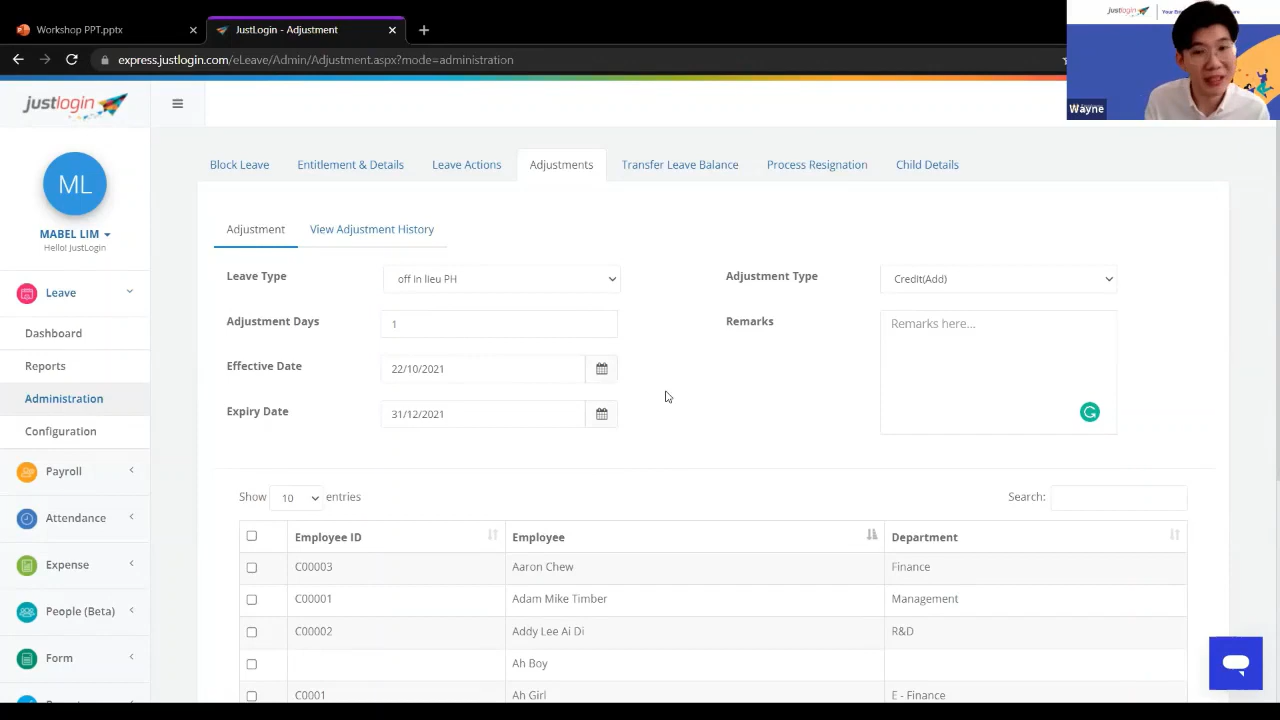 Workshop PPT.pptx
JustLogin - Adjustment
express.justlogin.com/eLeave/Admin/Adjustment.aspx?mode=administration
justlogin
Wayne
justlogin
ML
MABEL LIM
Hello! JustLogin
Leave
Dashboard
Reports
Administration
Configuration
Payroll
Attendance
Expense
People (Beta)
Form
Block Leave
Entitlement & Details
Leave Actions
Adjustments
Transfer Leave Balance
Process Resignation
Child Details
Adjustment
View Adjustment History
Leave Type
off in lieu PH
Adjustment Type
Credit(Add)
Adjustment Days
1
Remarks
Remarks here...
Effective Date
22/10/2021
Expiry Date
31/12/2021
Show 10 entries
Search:
Employee ID Employee Department
C00003 Aaron Chew Finance
C00001 Adam Mike Timber Management
C00002 Addy Lee Ai Di R&D
Ah Boy
C0001 Ah Girl E - Finance